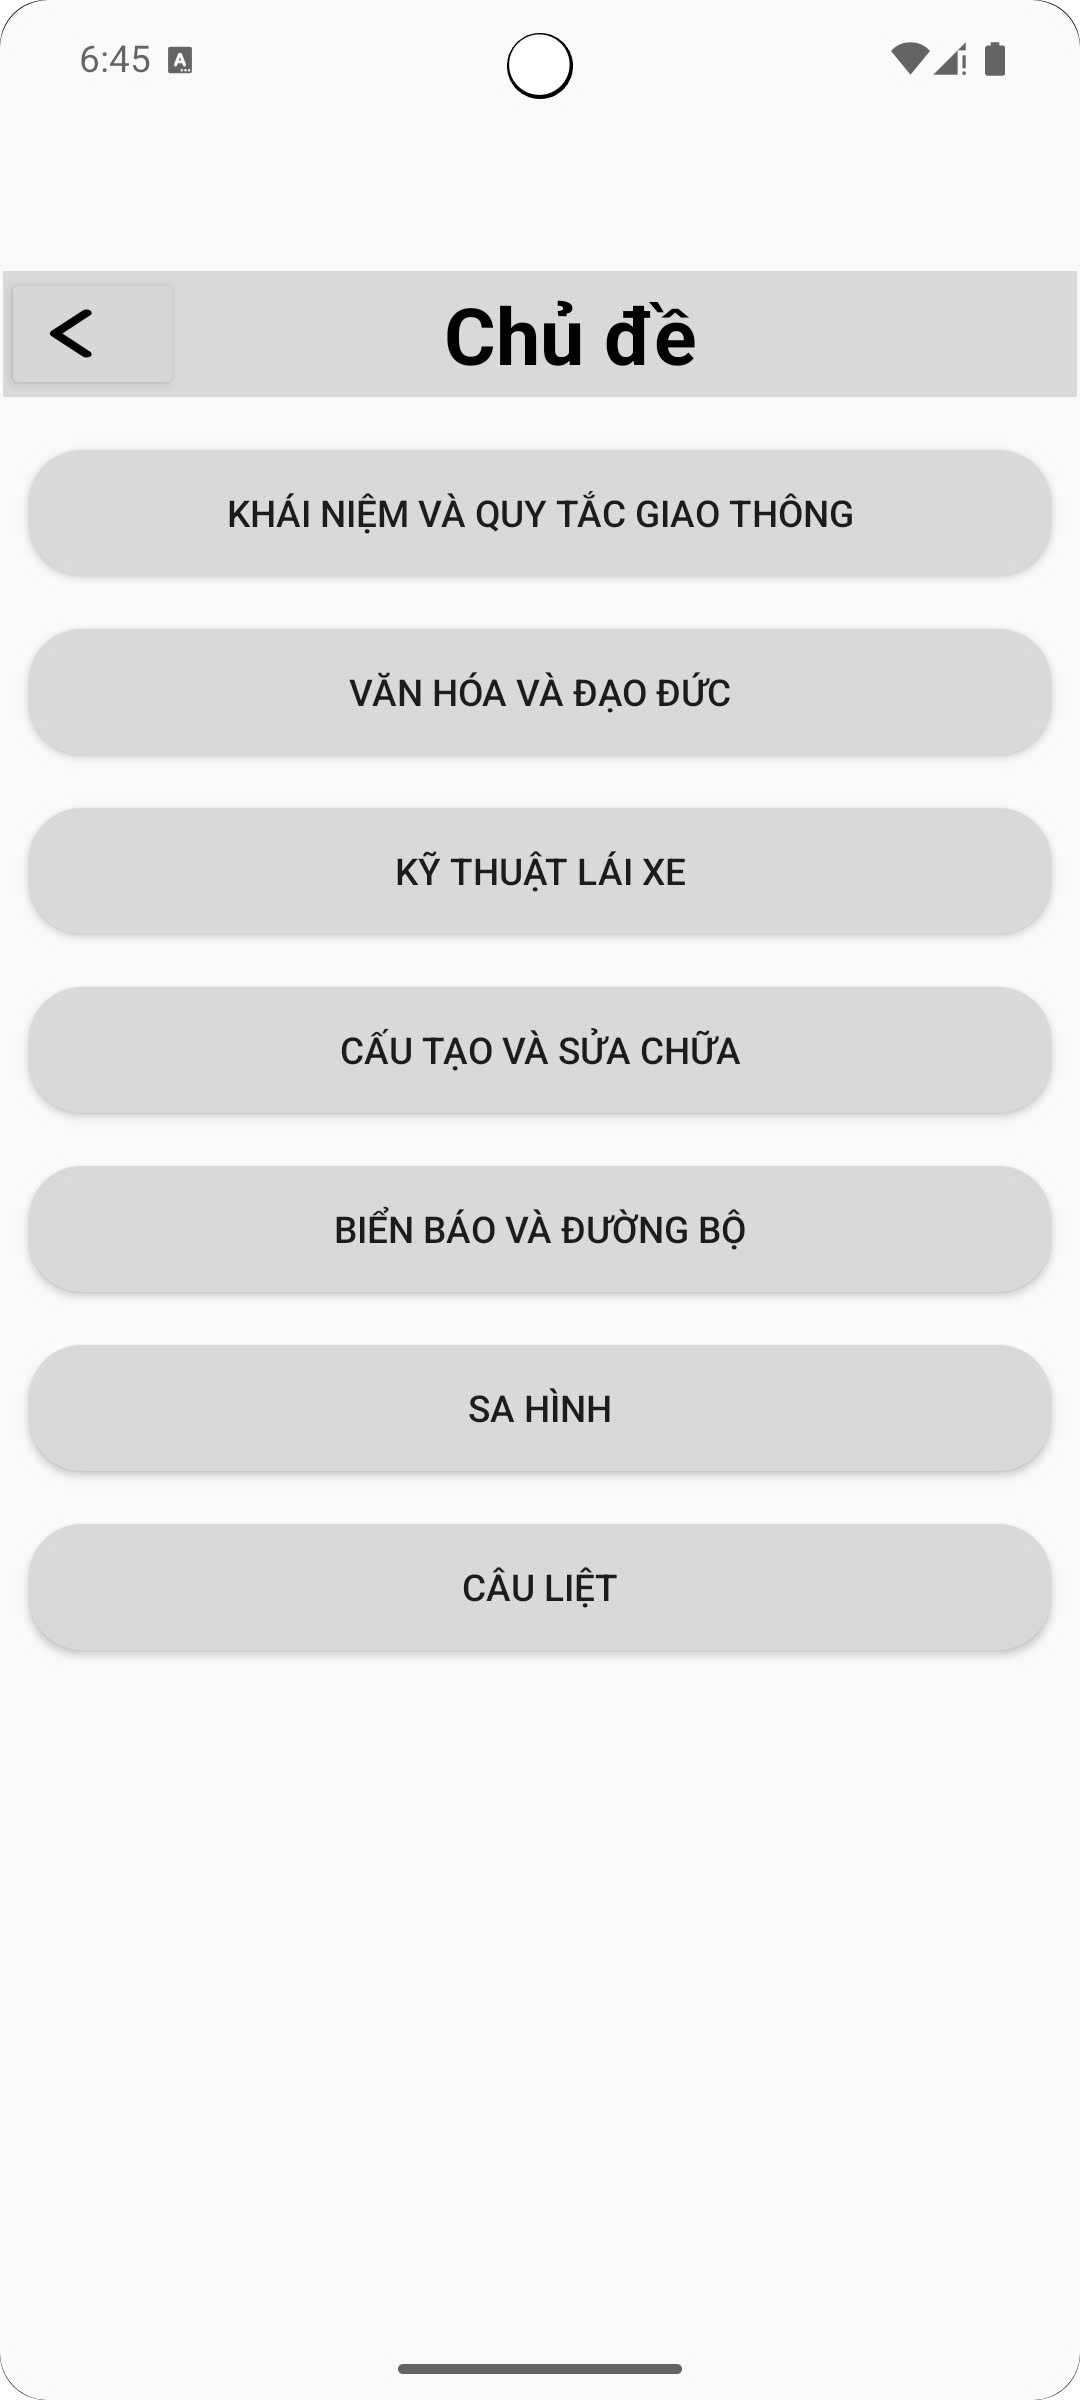 6:45
Chủ đề
KHÁI NIỆM VÀ QUY TẮC GIAO THÔNG
VĂN HÓA VÀ ĐẠO ĐỨC
KỸ THUẬT LÁI XE
CẤU TẠO VÀ SỬA CHỮA
BIỂN BÁO VÀ ĐƯỜNG BỘ
SA HÌNH
CÂU LIỆT